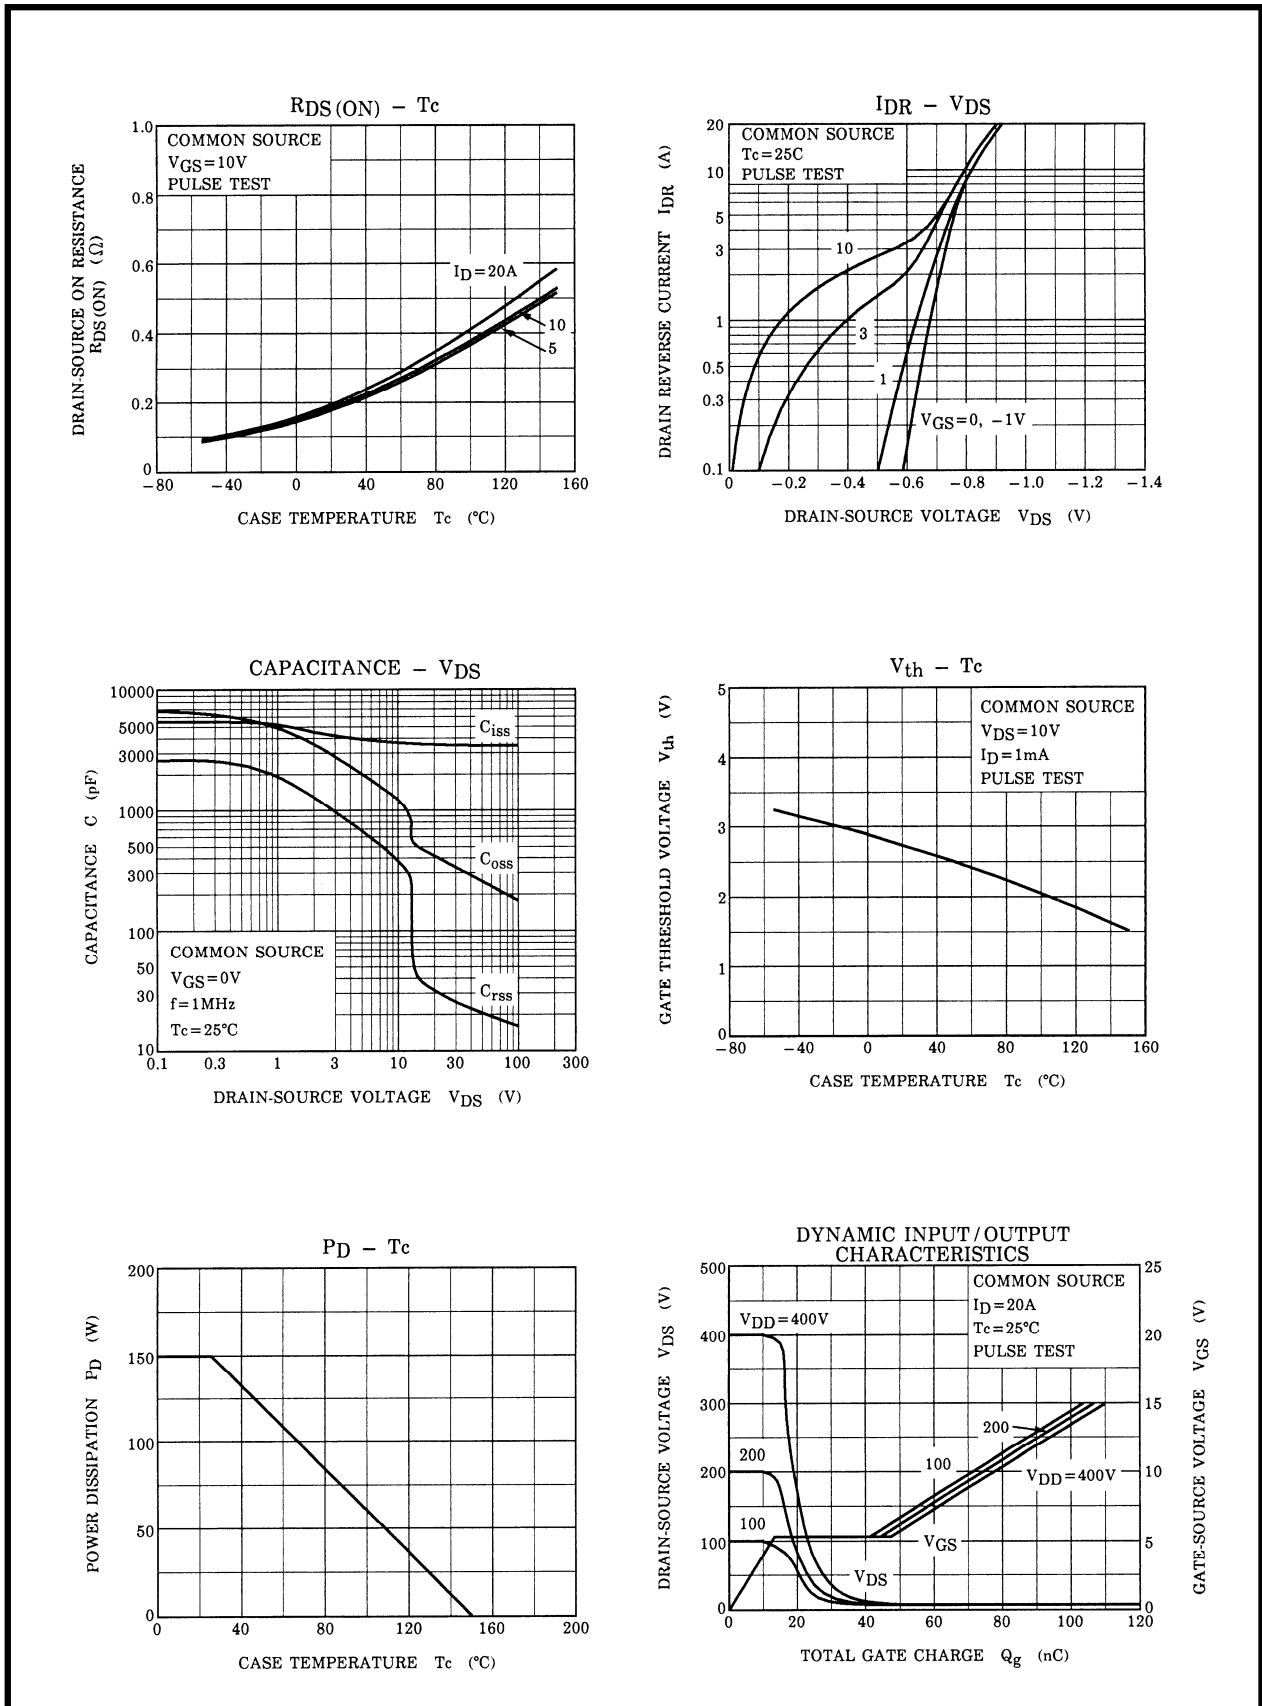 RDS (ON) – Tc
COMMON SOURCE
VGS=10V
PULSE TEST
DRAIN-SOURCE ON RESISTANCE
RDS (ON) (Ω)
1.0
0.8
0.6
0.4
0.2
0
ID=20A
10
5
−80 −40 0 40 80 120 160
CASE TEMPERATURE Tc (°C)
IDR – VDS
COMMON SOURCE
Tc=25C
PULSE TEST
DRAIN REVERSE CURRENT IDR (A)
20
10
5
3
1
0.5
0.3
0.1
10
3
1
VGS=0, −1V
0 −0.2 −0.4 −0.6 −0.8 −1.0 −1.2 −1.4
DRAIN-SOURCE VOLTAGE VDS (V)
CAPACITANCE – VDS
CAPACITANCE C (pF)
10000
5000
3000
1000
500
300
100
50
30
10
Ciss
Coss
Crss
COMMON SOURCE
VGS=0V
f=1MHz
Tc=25°C
0.1 0.3 1 3 10 30 100 300
DRAIN-SOURCE VOLTAGE VDS (V)
Vth – Tc
COMMON SOURCE
VDS=10V
ID=1mA
PULSE TEST
GATE THRESHOLD VOLTAGE Vth (V)
5
4
3
2
1
0
−80 −40 0 40 80 120 160
CASE TEMPERATURE Tc (°C)
PD – Tc
POWER DISSIPATION PD (W)
200
150
100
50
0
0 40 80 120 160 200
CASE TEMPERATURE Tc (°C)
DYNAMIC INPUT/OUTPUT
CHARACTERISTICS
COMMON SOURCE
ID=20A
Tc=25°C
PULSE TEST
DRAIN-SOURCE VOLTAGE VDS (V)
500
400
300
200
100
0
VDD=400V
200
100
200
100
VDD=400V
VGS
VDS
25
20
15
10
5
0
GATE-SOURCE VOLTAGE VGS (V)
0 20 40 60 80 100 120
TOTAL GATE CHARGE Qg (nC)